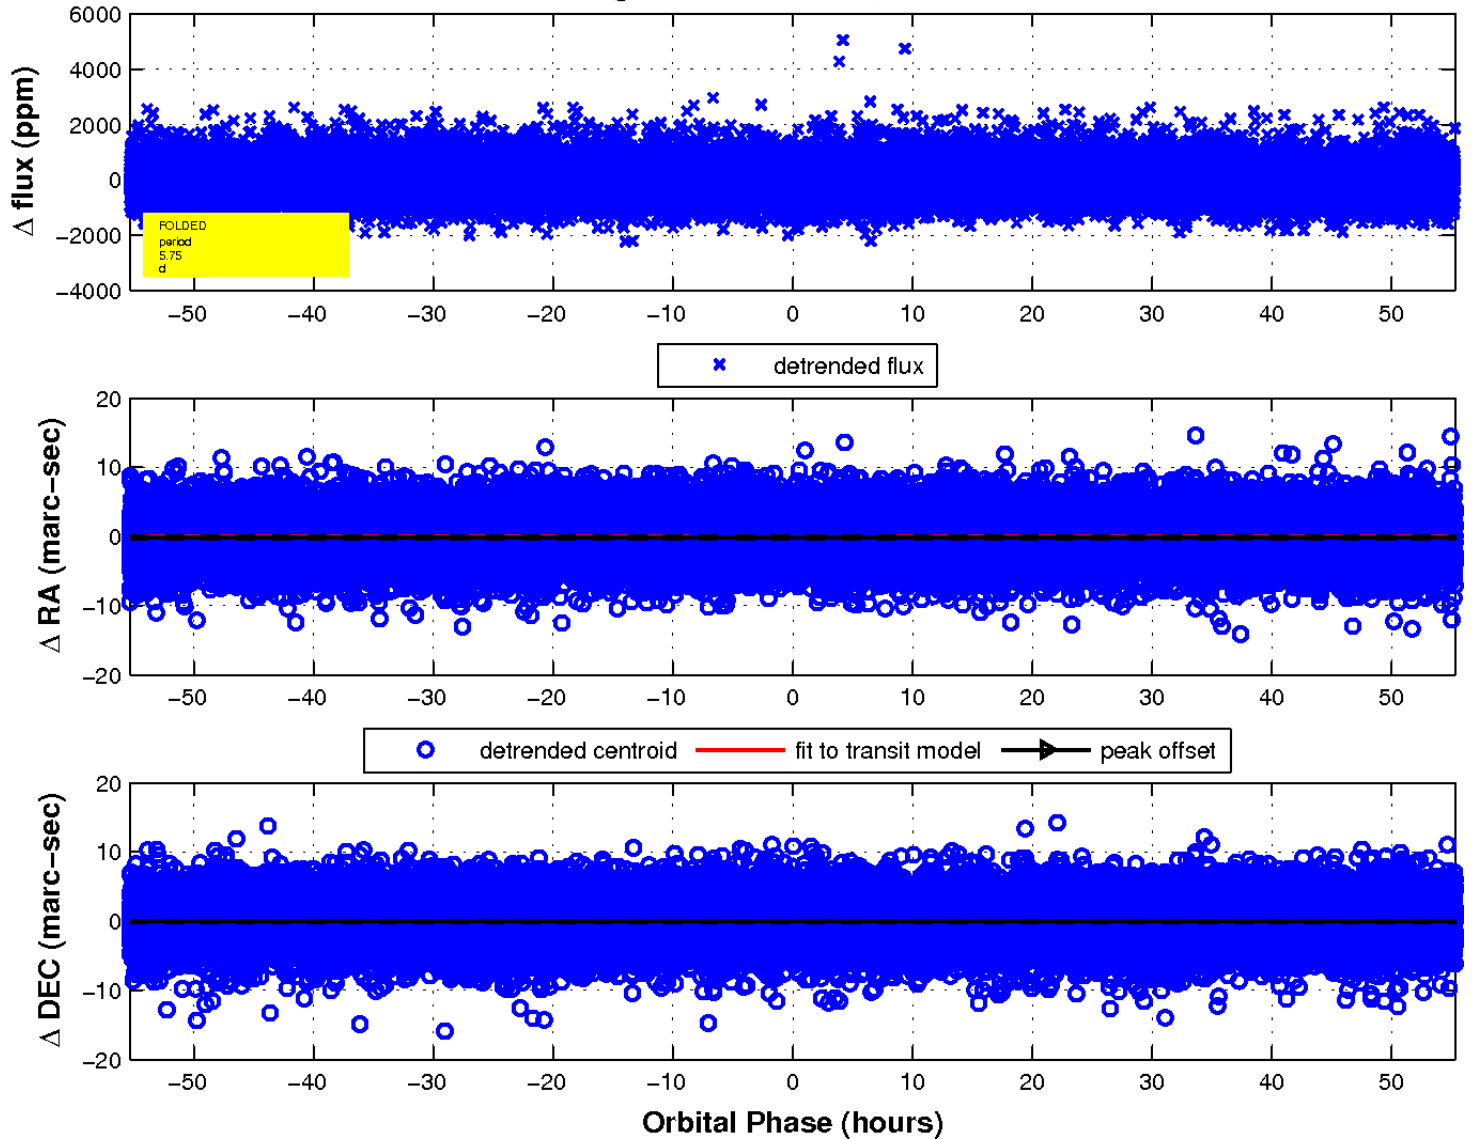 6000
4000
2000
0
−2000
−4000
Δ flux (ppm)
FOLDED
period
5.75
d
−50 −40 −30 −20 −10 0 10 20 30 40 50
detrended flux
20
10
0
−10
−20
Δ RA (marc−sec)
−50 −40 −30 −20 −10 0 10 20 30 40 50
detrended centroid fit to transit model peak offset
20
10
0
−10
−20
Δ DEC (marc−sec)
−50 −40 −30 −20 −10 0 10 20 30 40 50
Orbital Phase (hours)